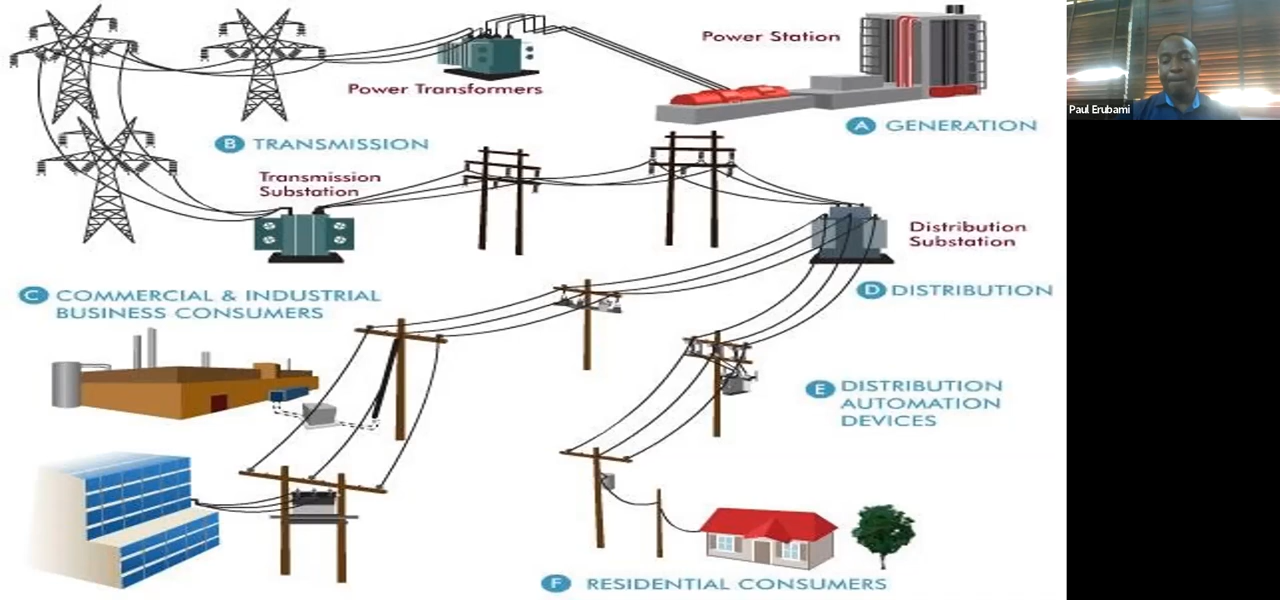 Power Station
Paul Erubami
Power Transformers
A GENERATION
B TRANSMISSION
Transmission
Substation
Distribution
Substation
C COMMERCIAL & INDUSTRIAL
BUSINESS CONSUMERS
D DISTRIBUTION
E DISTRIBUTION
AUTOMATION
DEVICES
F RESIDENTIAL CONSUMERS